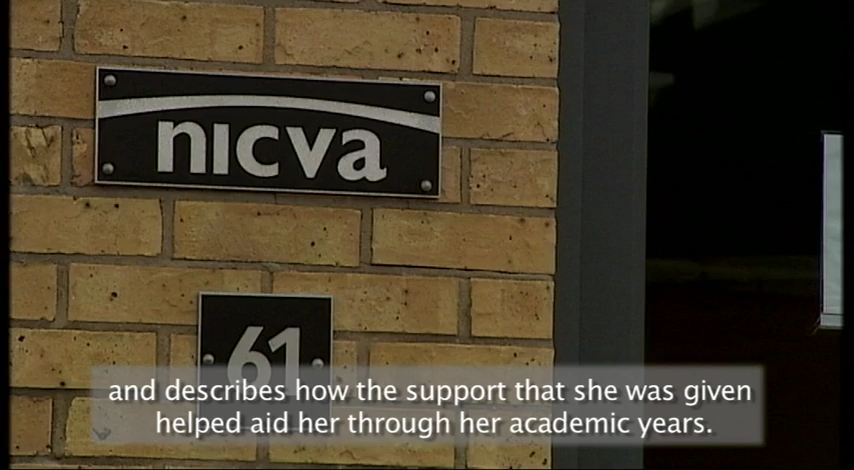 nicva
61
and describes how the support that she was given
helped aid her through her academic years.